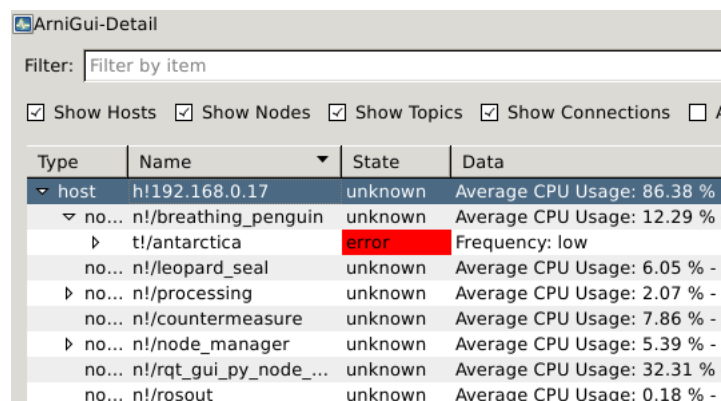 ArniGui-Detail
Filter: Filter by item
Show Hosts Show Nodes Show Topics Show Connections
Type Name State Data
host h!192.168.0.17 unknown Average CPU Usage: 86.38 %
no... n!/breathing_penguin unknown Average CPU Usage: 12.29 %
t!/antarctica error Frequency: low
no... n!/leopard_seal unknown Average CPU Usage: 6.05 % -
no... n!/processing unknown Average CPU Usage: 2.07 % -
no... n!/countermeasure unknown Average CPU Usage: 7.86 % -
no... n!/node_manager unknown Average CPU Usage: 5.39 % -
no... n!/rqt_gui_py_node_... unknown Average CPU Usage: 32.31 %
no... n!/rosout unknown Average CPU Usage: 0.18 % -